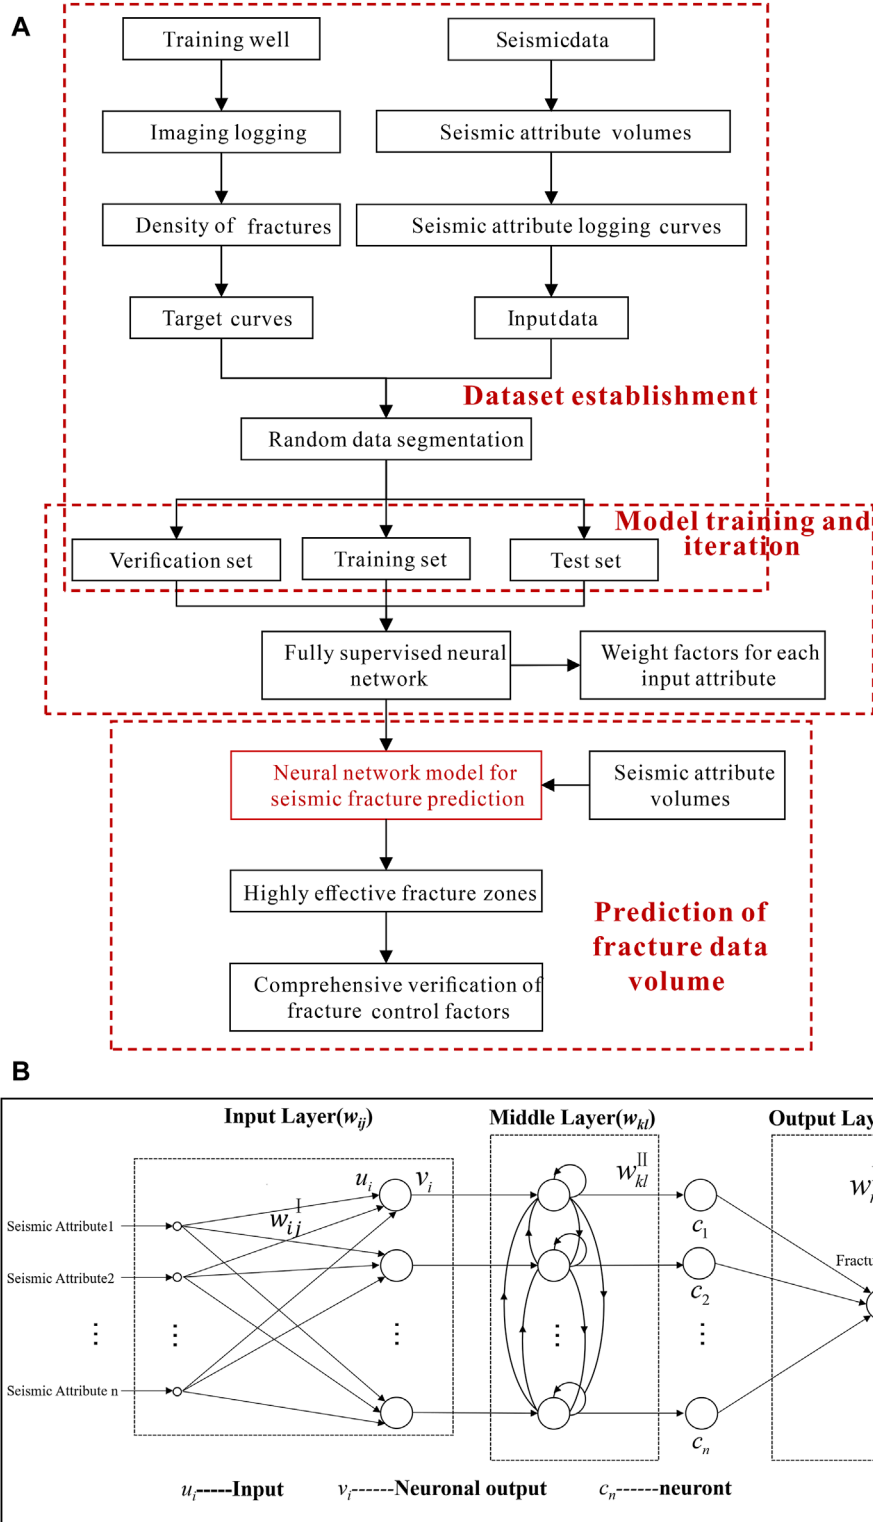 A
Training well
Seismicdata
Imaging logging
Seismic attribute volumes
Density of fractures
Seismic attribute logging curves
Target curves
Inputdata
Dataset establishment
Random data segmentation
Model training and
iteration
Verification set
Training set
Test set
Fully supervised neural
network
Weight factors for each
input attribute
Neural network model for
seismic fracture prediction
Seismic attribute
volumes
Highly effective fracture zones
Prediction of
fracture data
volume
Comprehensive verification of
fracture control factors
B
Input Layer(wij)
Middle Layer(wkl)
Output Lay
ui
vi
wijI
wklII
w
Seismic Attribute1
c1
Fractu
Seismic Attribute2
c2
⋮ ⋮ ⋮ ⋮ ⋮
Seismic Attribute n
cn
ui-----Input
vi------Neuronal output
cn------neuront